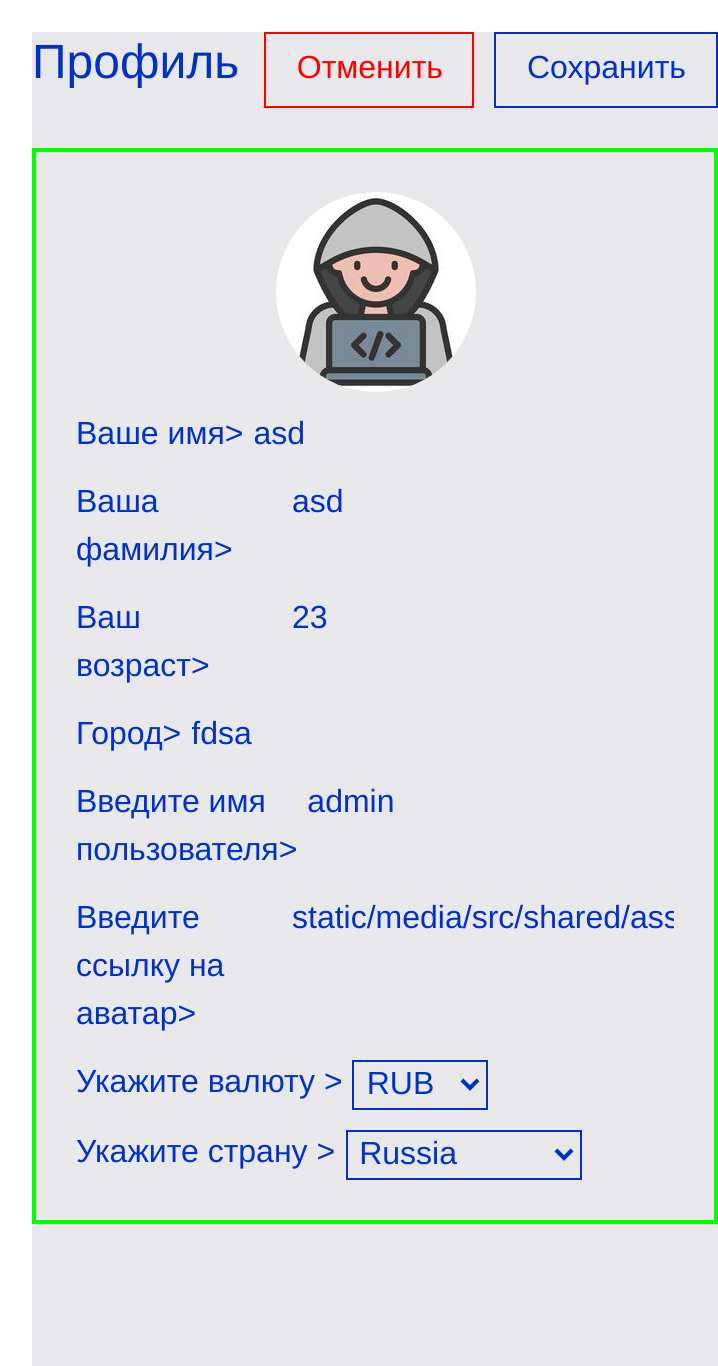 Профиль Отменить Сохранить
</>
Ваше имя> asd
Ваша asd
фамилия>
Ваш 23
возраст>
Город> fdsa
Введите имя admin
пользователя>
Введите static/media/src/shared/ass
ссылку на
аватар>
Укажите валюту > RUB
Укажите страну > Russia